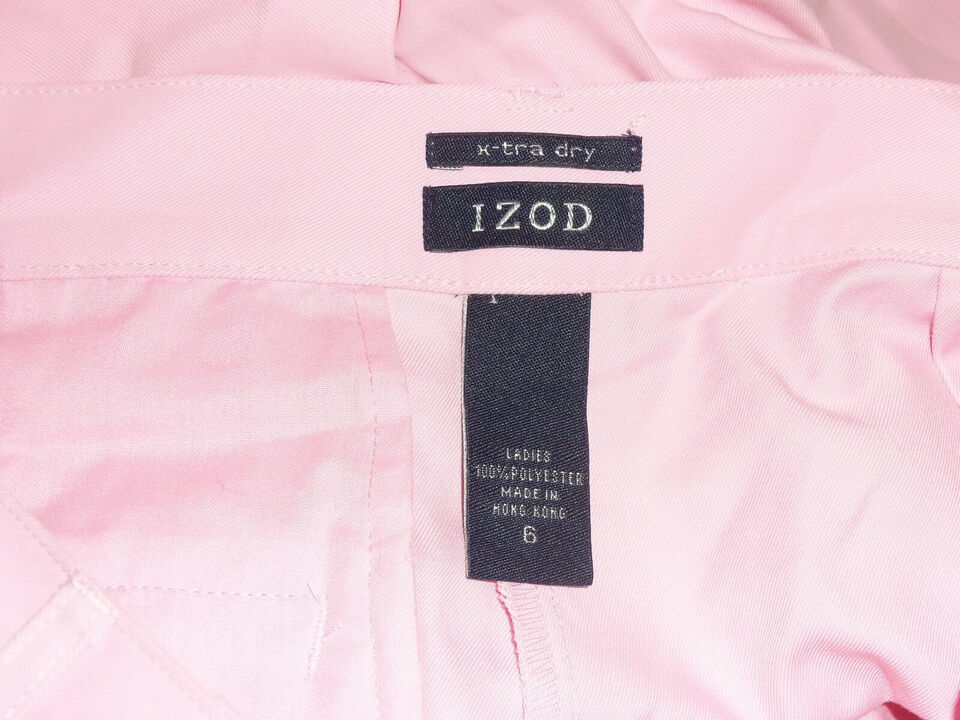 x-tra dry
IZOD
LADIES
100% POLYESTER
MADE IN
HONG KONG
6